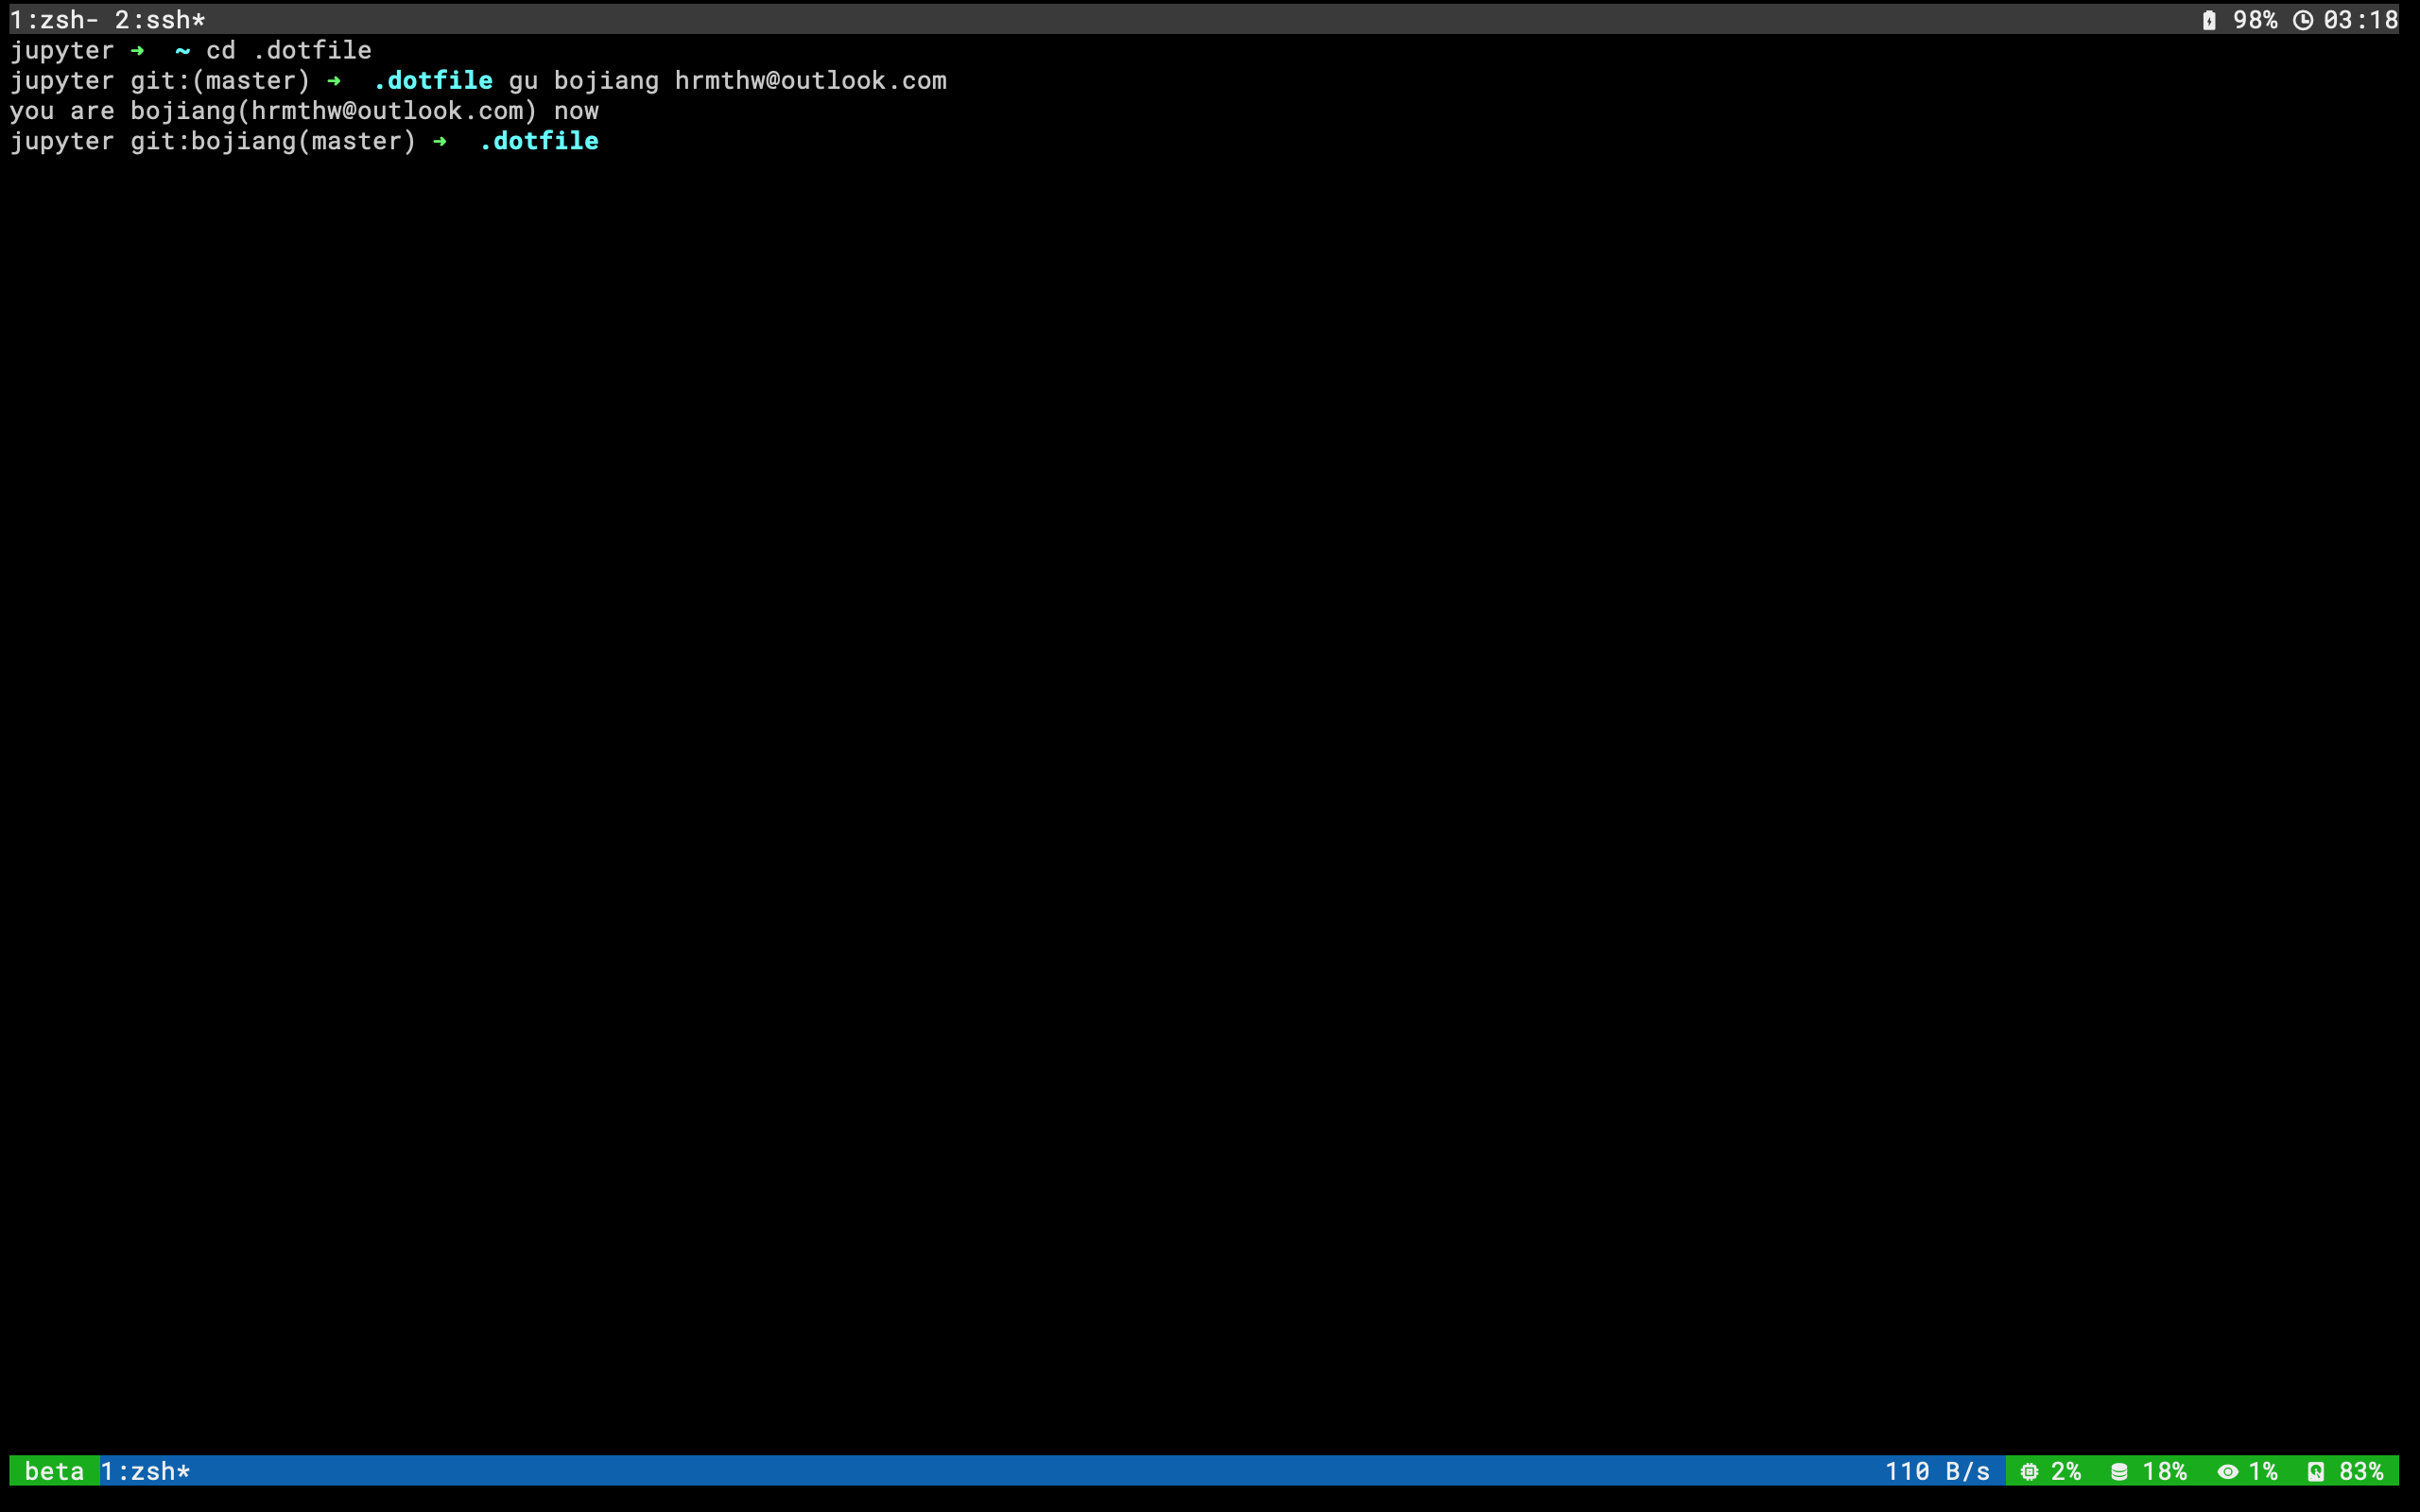 1:zsh- 2:ssh* 98% 03:18
jupyter ➜ ~ cd .dotfile
jupyter git:(master) ➜ .dotfile gu bojiang hrmthw@outlook.com
you are bojiang(hrmthw@outlook.com) now
jupyter git:bojiang(master) ➜ .dotfile
beta 1:zsh* 110 B/s 2% 18% 1% 83%